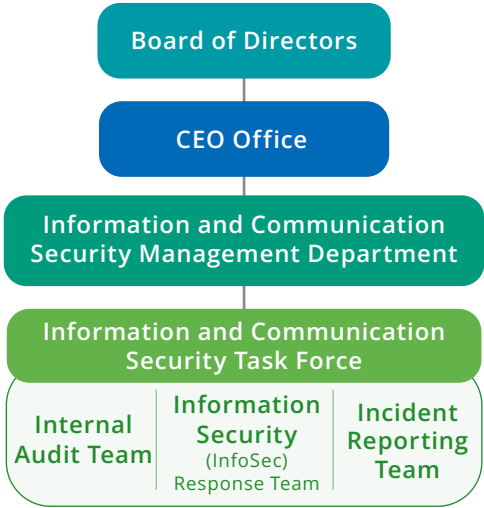 Board of Directors
CEO Office
Information and Communication
Security Management Department
Information and Communication
Security Task Force
Internal
Audit Team
Information
Security
(InfoSec)
Response Team
Incident
Reporting
Team